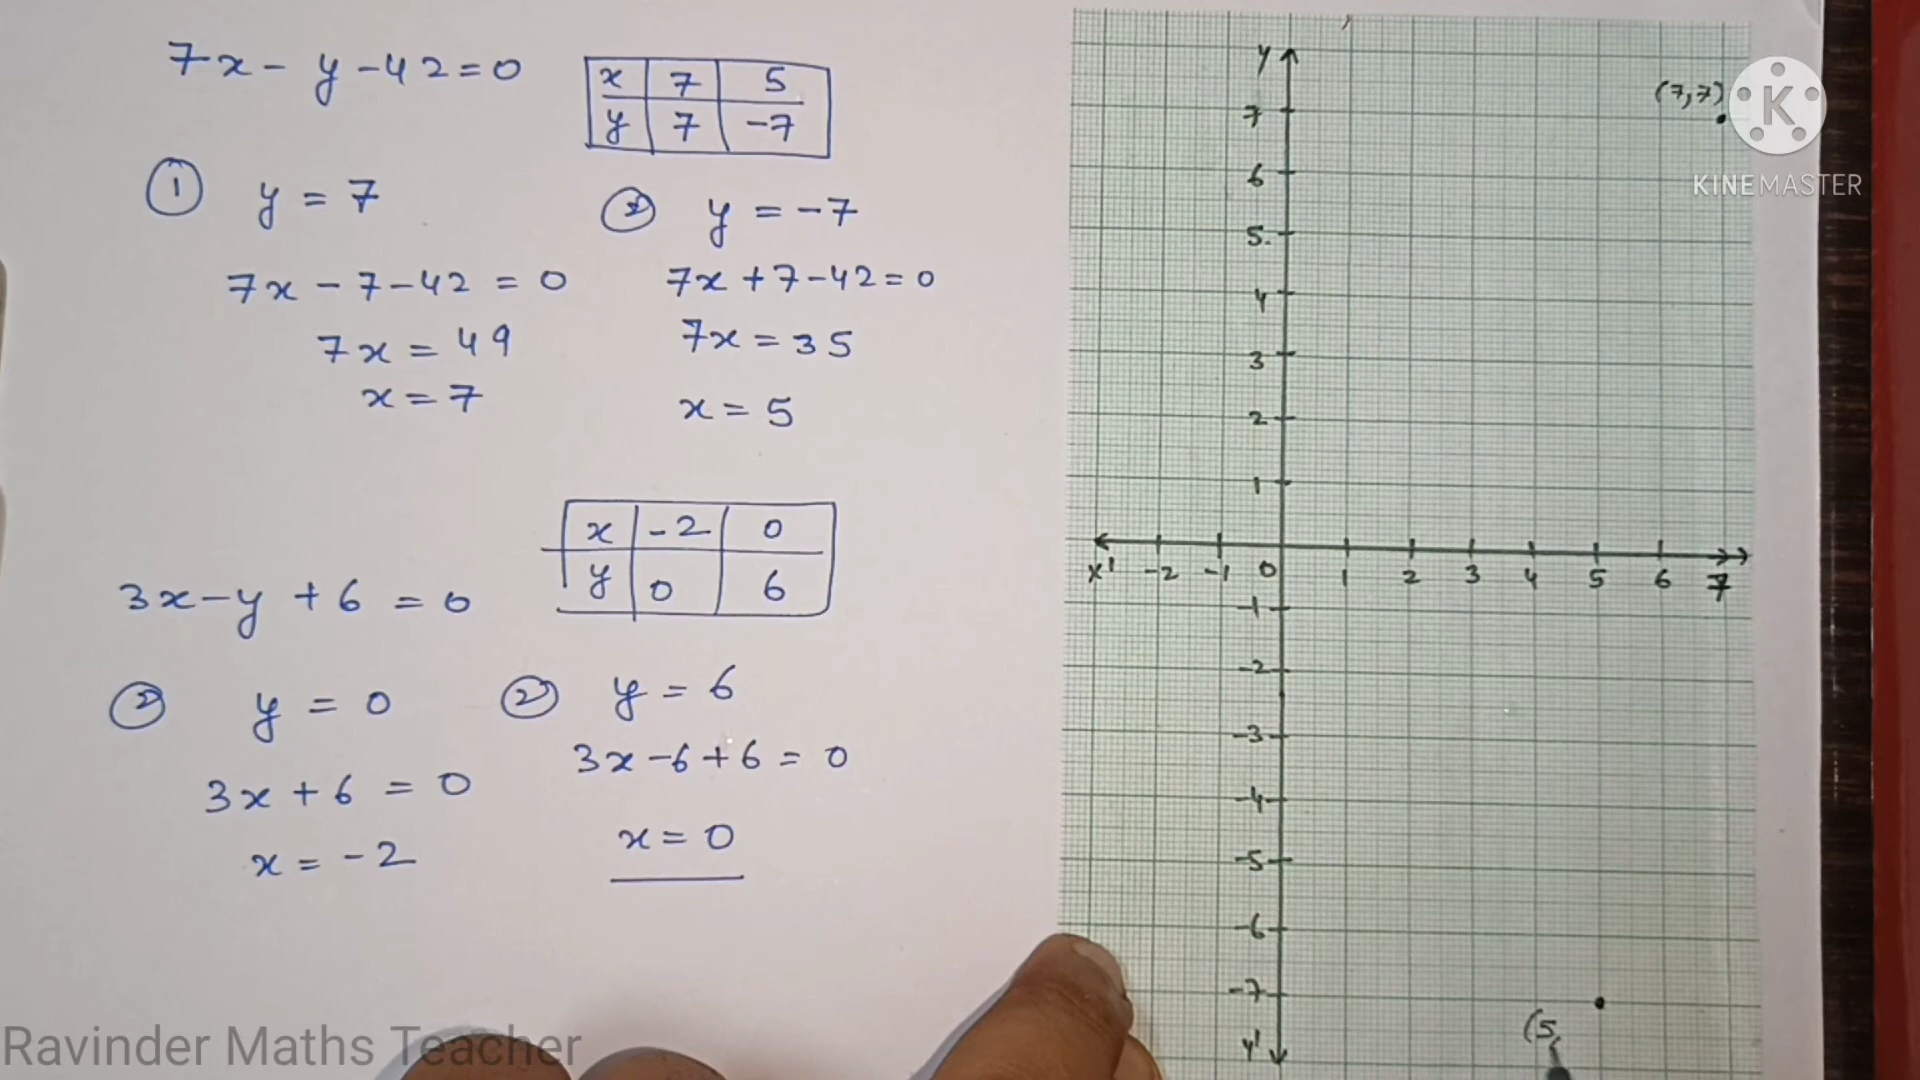 7x - y - 42 = 0
x 7 5
y 7 -7
① y = 7
7x - 7 - 42 = 0
7x = 49
x = 7
② y = -7
7x + 7 - 42 = 0
7x = 35
x = 5
3x - y + 6 = 0
x -2 0
y 0 6
② y = 0
3x + 6 = 0
x = -2
② y = 6
3x - 6 + 6 = 0
x = 0
y
(7,7)
7
6
5
4
3
2
1
x' -2 -1 0 1 2 3 4 5 6 7
-1
-2
-3
-4
-5
-6
-7
(5,
y'
K
KINEMASTER
Ravinder Maths Teacher